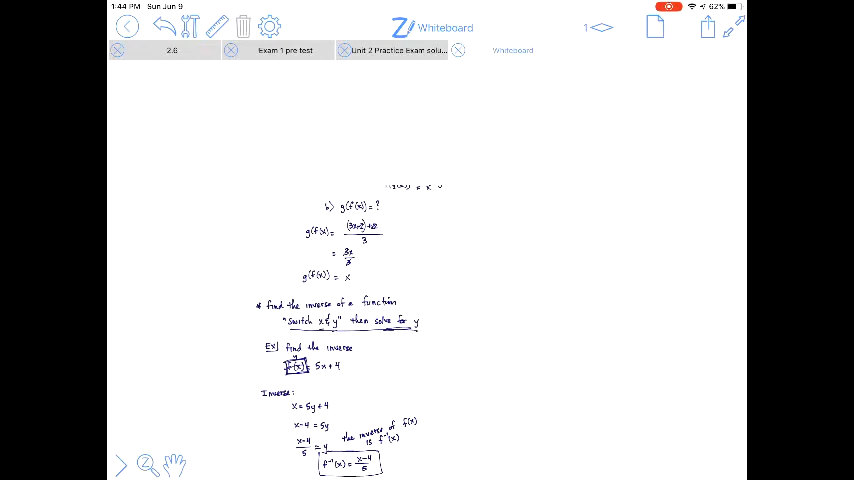 1:44 PM Sun Jun 9
62%
Whiteboard
1
2.6
Exam 1 pre test
Unit 2 Practice Exam solu...
Whiteboard
b) g(f(x)) = ?
g(f(x) = (3x-2)+2 / 3
= 3x / 3
g(f(x)) = x
* find the inverse of a function
"Switch x & y" then solve for y
Ex] find the inverse
y
f(x) = 5x + 4
Inverse:
x = 5y + 4
x - 4 = 5y
x-4 / 5 = y
the inverse of f(x)
is f⁻¹(x)
f⁻¹(x) = x-4 / 5